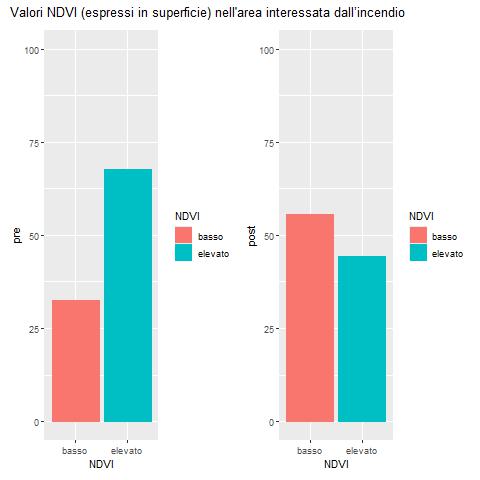 Valori NDVI (espressi in superficie) nell'area interessata dall'incendio
100
75
50
25
0
pre
basso elevato
NDVI
NDVI
basso
elevato
100
75
50
25
0
post
basso elevato
NDVI
NDVI
basso
elevato